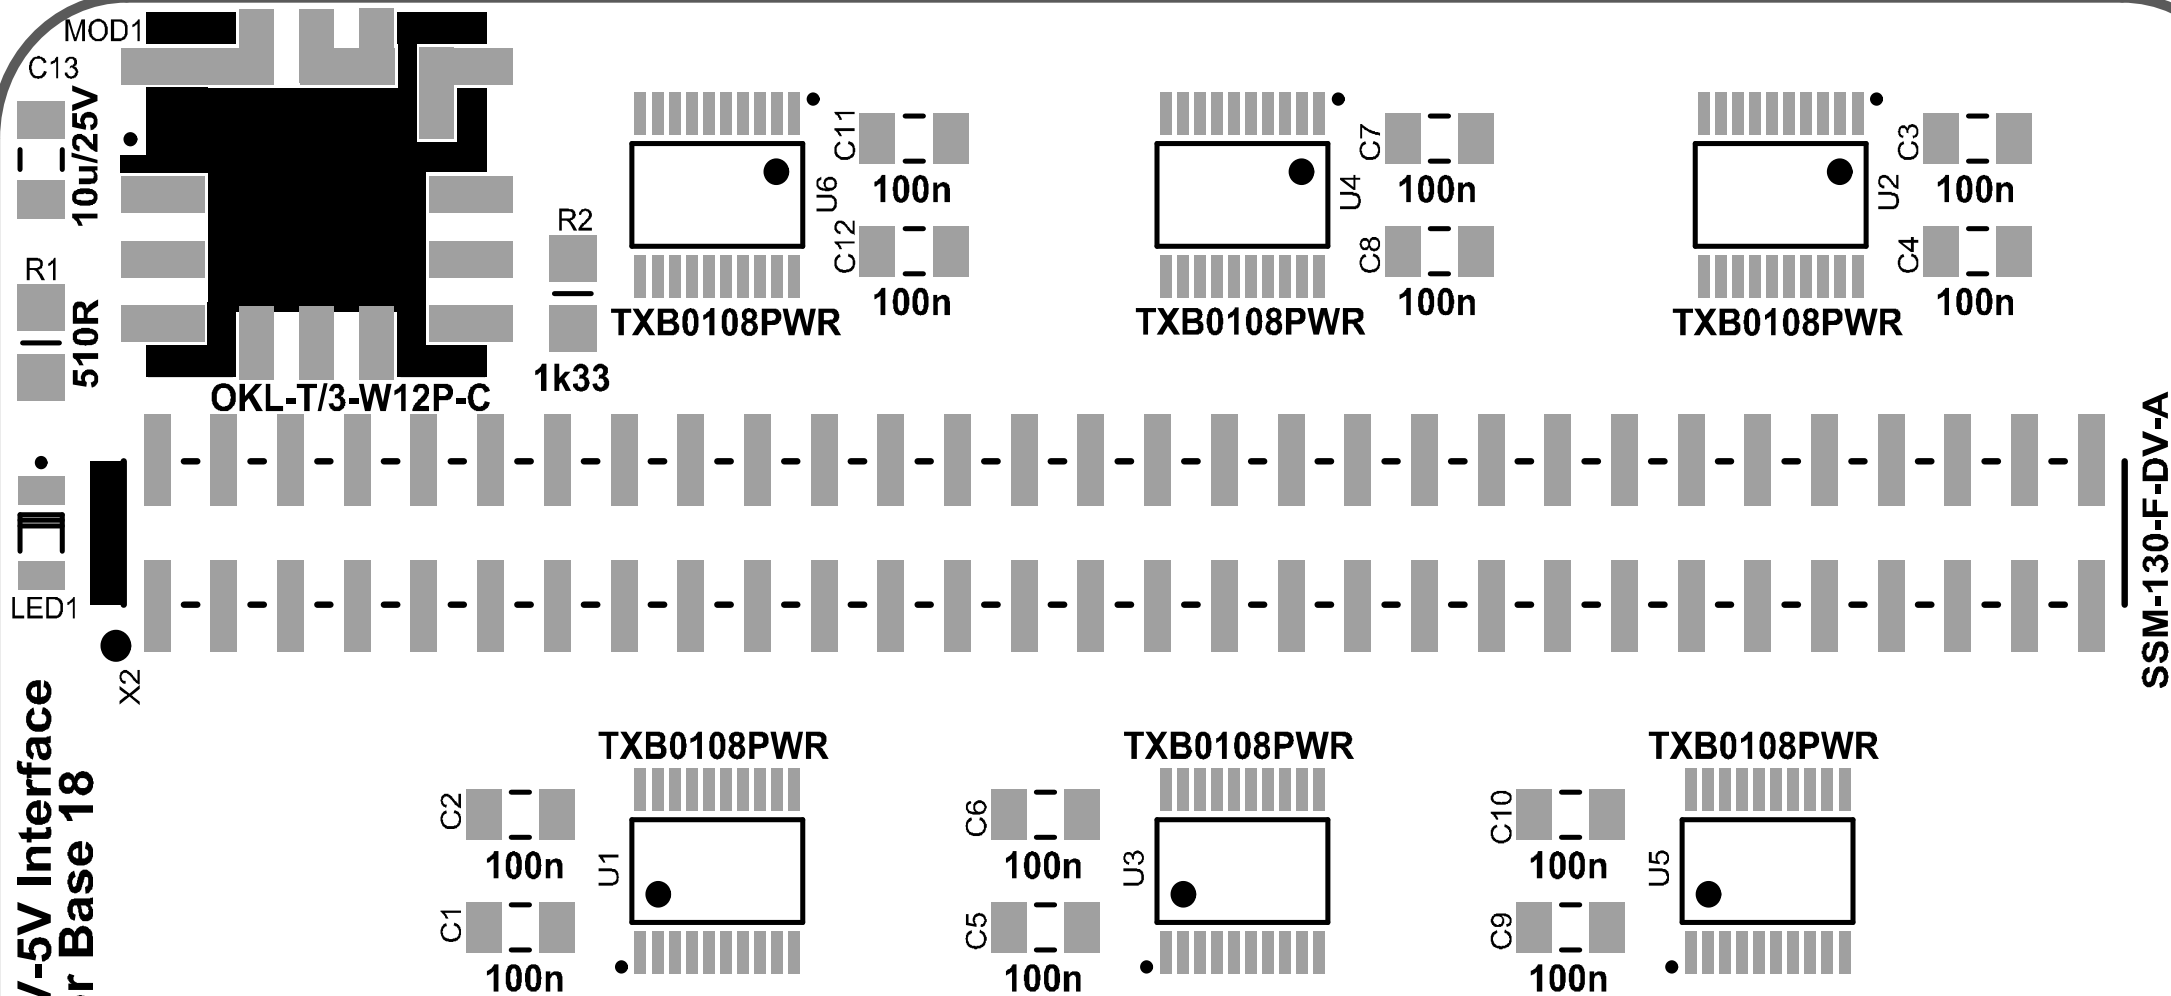 MOD1
C13
10u/25V
R1
510R
OKL-T/3-W12P-C
R2
1k33
U6
TXB0108PWR
C11
100n
C12
100n
U4
TXB0108PWR
C7
100n
C8
100n
U2
TXB0108PWR
C3
100n
C4
100n
LED1
X2
SSM-130-F-DV-A
-5V Interface
Base 18
C2
100n
C1
100n
U1
TXB0108PWR
C6
100n
C5
100n
U3
TXB0108PWR
C10
100n
C9
100n
U5
TXB0108PWR